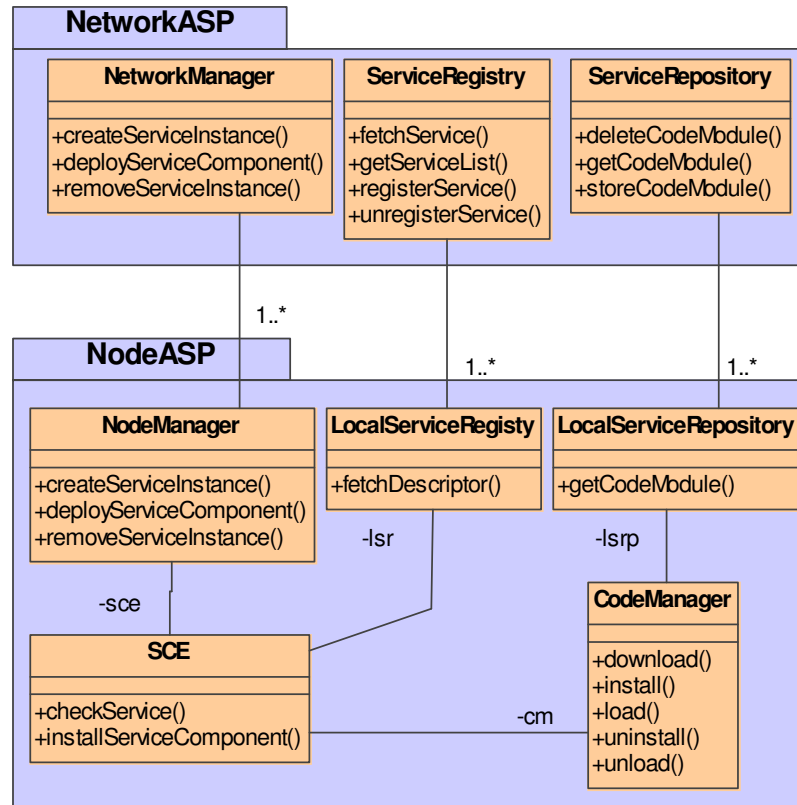 NetworkASP
NetworkManager
+createServiceInstance()
+deployServiceComponent()
+removeServiceInstance()
ServiceRegistry
+fetchService()
+getServiceList()
+registerService()
+unregisterService()
ServiceRepository
+deleteCodeModule()
+getCodeModule()
+storeCodeModule()
1..*
1..*
1..*
NodeASP
NodeManager
+createServiceInstance()
+deployServiceComponent()
+removeServiceInstance()
LocalServiceRegisty
+fetchDescriptor()
LocalServiceRepository
+getCodeModule()
-lsr
-lsrp
-sce
SCE
+checkService()
+installServiceComponent()
-cm
CodeManager
+download()
+install()
+load()
+uninstall()
+unload()